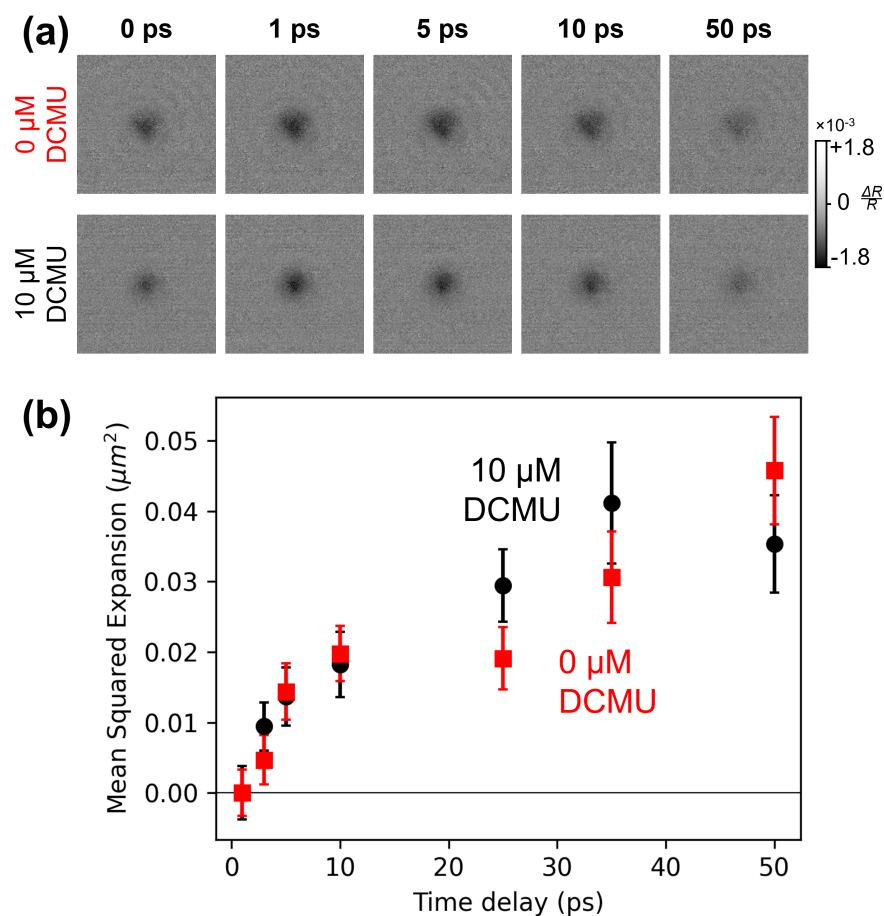 (a)
0 ps 1 ps 5 ps 10 ps 50 ps
0 µM
DCMU
10 µM
DCMU
×10⁻³
+1.8
0 ΔR/R
-1.8
(b)
Mean Squared Expansion (μm²)
0.05
0.04
0.03
0.02
0.01
0.00
10 µM
DCMU
0 µM
DCMU
0 10 20 30 40 50
Time delay (ps)